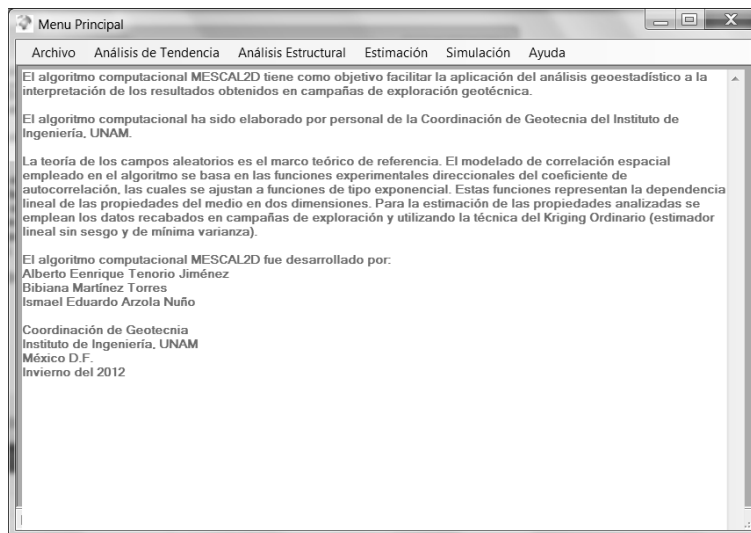 Menu Principal
Archivo Análisis de Tendencia Análisis Estructural Estimación Simulación Ayuda
El algoritmo computacional MESCAL2D tiene como objetivo facilitar la aplicación del análisis geoestadístico a la
interpretación de los resultados obtenidos en campañas de exploración geotécnica.
El algoritmo computacional ha sido elaborado por personal de la Coordinación de Geotecnia del Instituto de
Ingeniería, UNAM.
La teoría de los campos aleatorios es el marco teórico de referencia. El modelado de correlación espacial
empleado en el algoritmo se basa en las funciones experimentales direccionales del coeficiente de
autocorrelación, las cuales se ajustan a funciones de tipo exponencial. Estas funciones representan la dependencia
lineal de las propiedades del medio en dos dimensiones. Para la estimación de las propiedades analizadas se
emplean los datos recabados en campañas de exploración y utilizando la técnica del Kriging Ordinario (estimador
lineal sin sesgo y de mínima varianza).
El algoritmo computacional MESCAL2D fue desarrollado por:
Alberto Eenrique Tenorio Jiménez
Bibiana Martínez Torres
Ismael Eduardo Arzola Nuño
Coordinación de Geotecnia
Instituto de Ingeniería, UNAM
México D.F.
Invierno del 2012